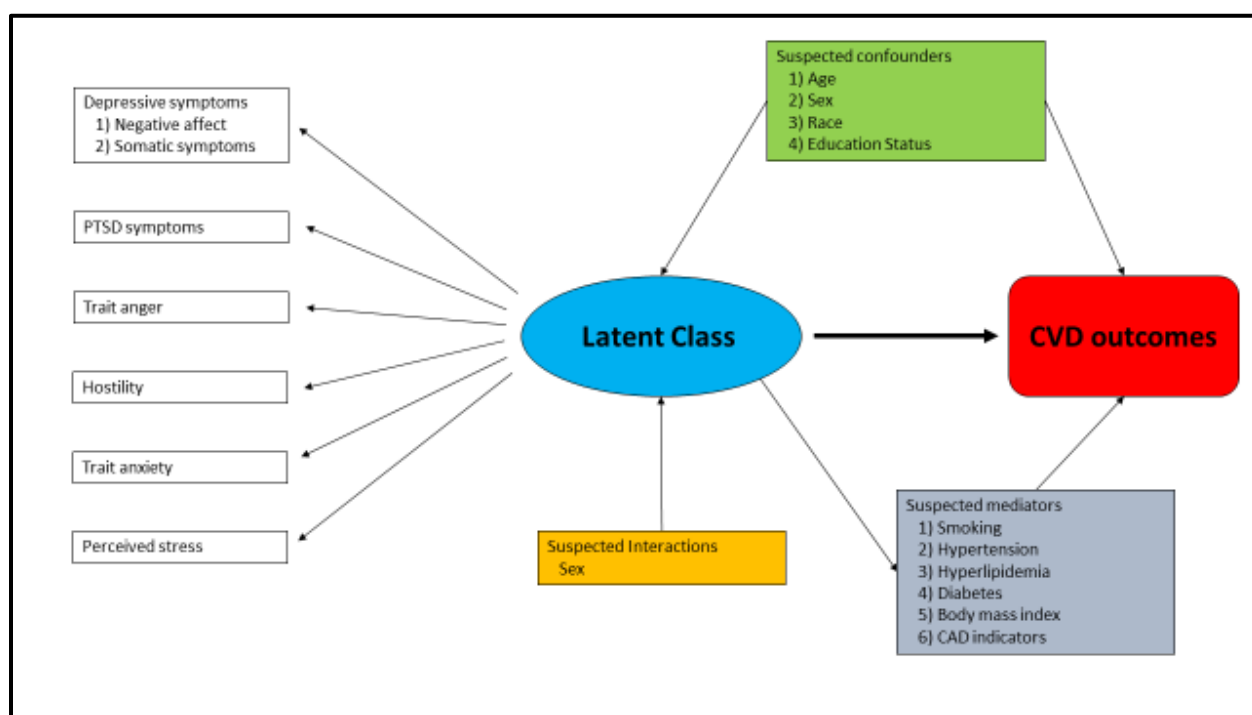 Suspected confounders
1) Age
2) Sex
3) Race
4) Education Status
Depressive symptoms
1) Negative affect
2) Somatic symptoms
PTSD symptoms
Trait anger
Hostility
Trait anxiety
Perceived stress
Latent Class
CVD outcomes
Suspected Interactions
Sex
Suspected mediators
1) Smoking
2) Hypertension
3) Hyperlipidemia
4) Diabetes
5) Body mass index
6) CAD indicators